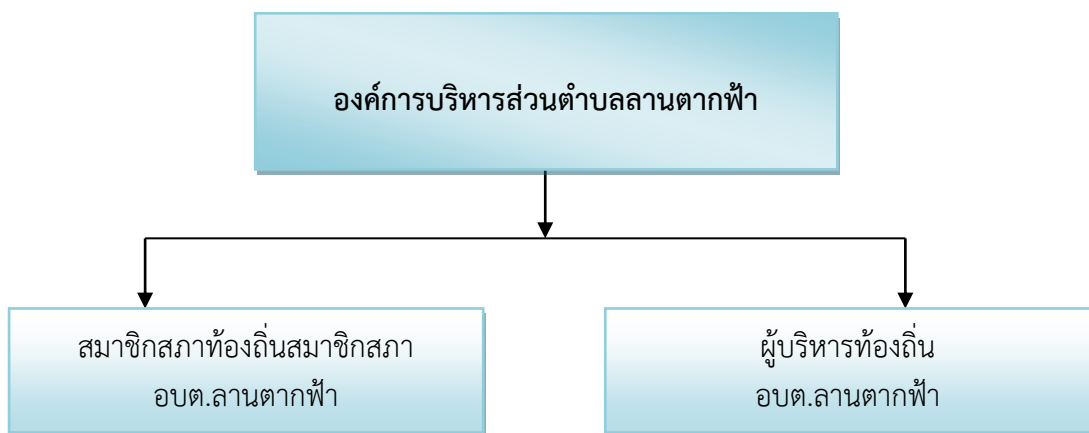 องค์การบริหารส่วนตำบลลานตากฟ้า
สมาชิกสภาท้องถิ่นสมาชิกสภา
อบต.ลานตากฟ้า
ผู้บริหารท้องถิ่น
อบต.ลานตากฟ้า